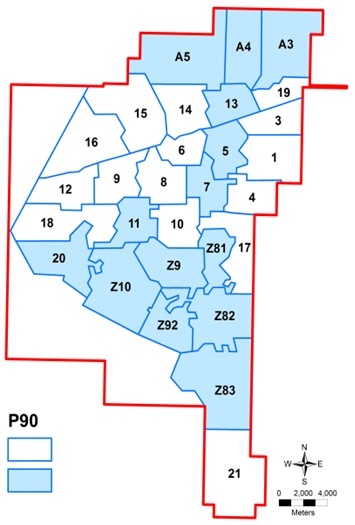 A5 A4 A3
19
15 14 13
3
16 6 5 1
12 9 8 7 4
18 11 10
20 Z81 17
Z9
Z10
Z92 Z82
Z83
P90
21
N
W E
S
0 2,000 4,000
Meters